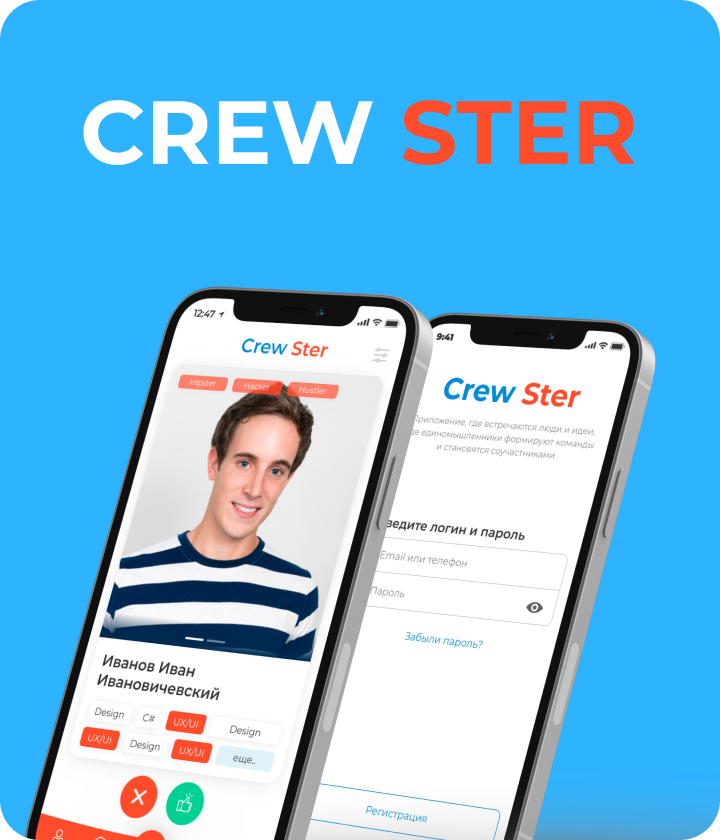 CREW STER
12:47
Crew Ster
Hipster Hacker Hustler
Иванов Иван
Ивановичевский
Design C# UX/UI Design
UX/UI Design UX/UI еще..
9:41
Crew Ster
Приложение, где встречаются люди и идеи,
где единомышленники формируют команды
и становятся соучастниками
ведите логин и пароль
Email или телефон
Пароль
Забыли пароль?
Регистрация